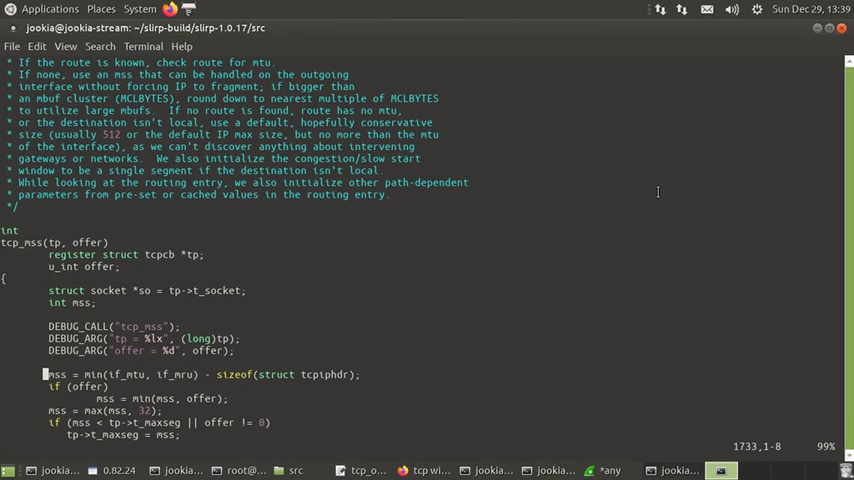 Applications Places System Sun Dec 29, 13:39
jookia@jookia-stream: ~/slirp-build/slirp-1.0.17/src
File Edit View Search Terminal Help
* If the route is known, check route for mtu.
* If none, use an mss that can be handled on the outgoing
* interface without forcing IP to fragment; if bigger than
* an mbuf cluster (MCLBYTES), round down to nearest multiple of MCLBYTES
* to utilize large mbufs.  If no route is found, route has no mtu,
* or the destination isn't local, use a default, hopefully conservative
* size (usually 512 or the default IP max size, but no more than the mtu
* of the interface), as we can't discover anything about intervening
* gateways or networks.  We also initialize the congestion/slow start
* window to be a single segment if the destination isn't local.
* While looking at the routing entry, we also initialize other path-dependent
* parameters from pre-set or cached values in the routing entry.
*/
int
tcp_mss(tp, offer)
register struct tcpcb *tp;
u_int offer;
{
struct socket *so = tp->t_socket;
int mss;
DEBUG_CALL("tcp_mss");
DEBUG_ARG("tp = %lx", (long)tp);
DEBUG_ARG("offer = %d", offer);
mss = min(if_mtu, if_mru) - sizeof(struct tcpiphdr);
if (offer)
mss = min(mss, offer);
mss = max(mss, 32);
if (mss < tp->t_maxseg || offer != 0)
tp->t_maxseg = mss;
1733,1-8 99%
jookia... 0.82.24 jookia... root@... src tcp_o... tcp wi... jookia... jookia... *any jookia...